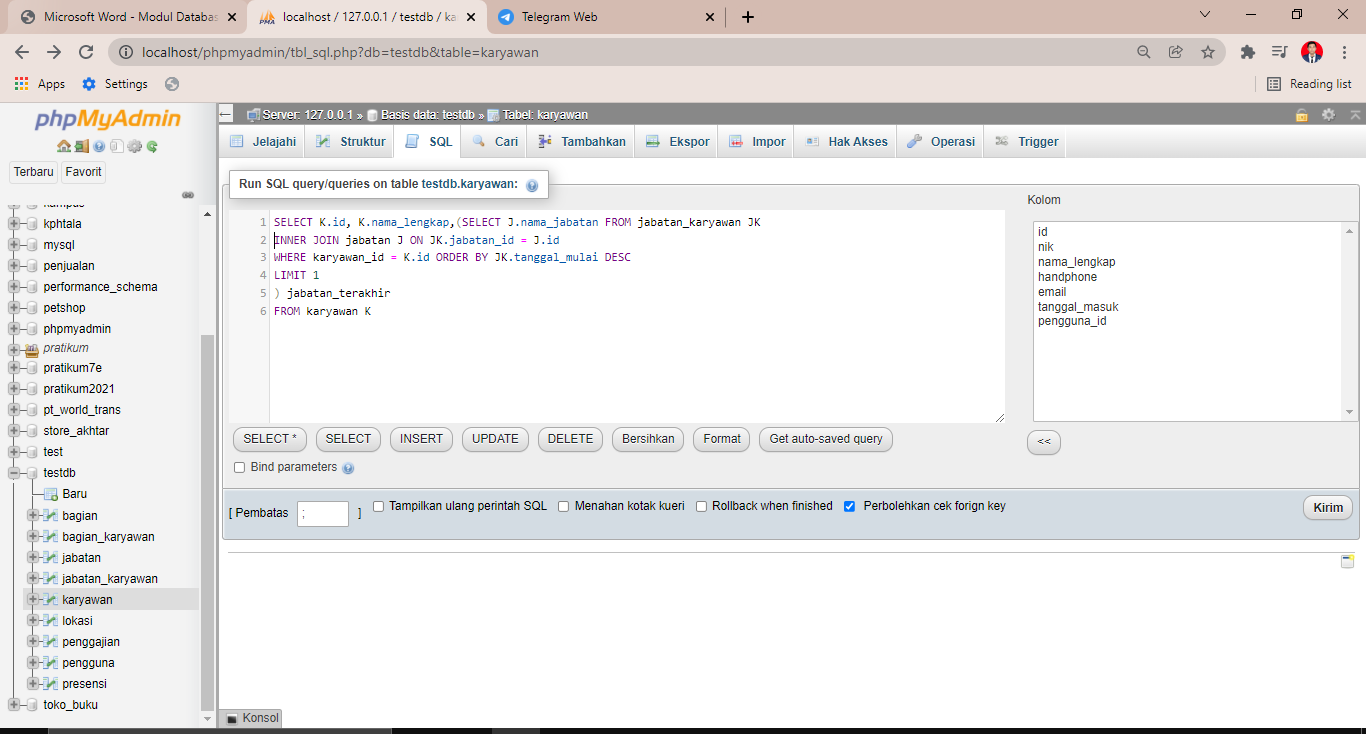 Microsoft Word - Modul Databas
localhost / 127.0.0.1 / testdb / ka
Telegram Web
localhost/phpmyadmin/tbl_sql.php?db=testdb&table=karyawan
Apps
Settings
Reading list
phpMyAdmin
Terbaru
Favorit
kphtala
mysql
penjualan
performance_schema
petshop
phpmyadmin
pratikum
pratikum7e
pratikum2021
pt_world_trans
store_akhtar
test
testdb
Baru
bagian
bagian_karyawan
jabatan
jabatan_karyawan
karyawan
lokasi
penggajian
pengguna
presensi
toko_buku
Server: 127.0.0.1 » Basis data: testdb » Tabel: karyawan
Jelajahi
Struktur
SQL
Cari
Tambahkan
Ekspor
Impor
Hak Akses
Operasi
Trigger
Run SQL query/queries on table testdb.karyawan:
1 SELECT K.id, K.nama_lengkap,(SELECT J.nama_jabatan FROM jabatan_karyawan JK
2 INNER JOIN jabatan J ON JK.jabatan_id = J.id
3 WHERE karyawan_id = K.id ORDER BY JK.tanggal_mulai DESC
4 LIMIT 1
5 ) jabatan_terakhir
6 FROM karyawan K
Kolom
id
nik
nama_lengkap
handphone
email
tanggal_masuk
pengguna_id
SELECT *
SELECT
INSERT
UPDATE
DELETE
Bersihkan
Format
Get auto-saved query
<<
Bind parameters
[ Pembatas ; ]
Tampilkan ulang perintah SQL
Menahan kotak kueri
Rollback when finished
Perbolehkan cek forign key
Kirim
Konsol